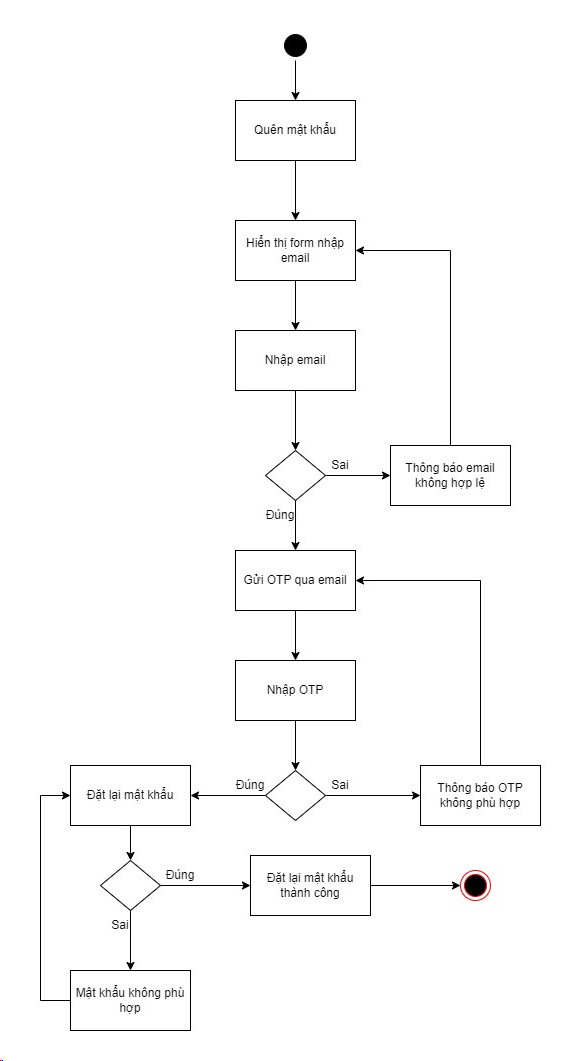 Quên mật khẩu
Hiển thị form nhập
email
Nhập email
Sai
Thông báo email
không hợp lệ
Đúng
Gửi OTP qua email
Nhập OTP
Đúng
Sai
Thông báo OTP
không phù hợp
Đặt lại mật khẩu
Đúng
Đặt lại mật khẩu
thành công
Sai
Mật khẩu không phù
hợp